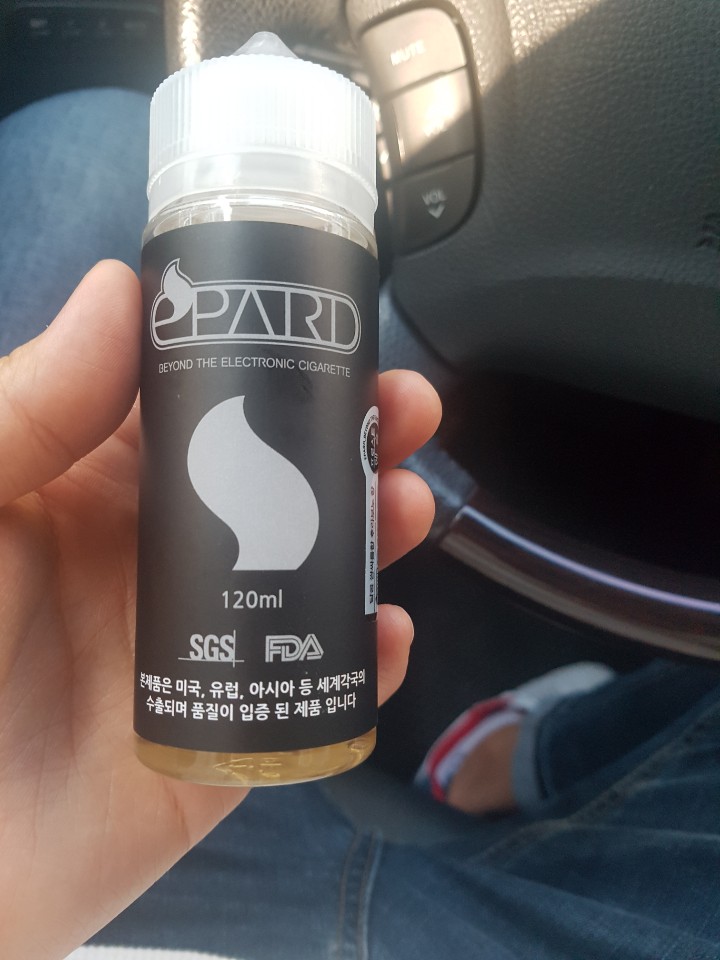 MUTE
VOL
ePARD
BEYOND THE ELECTRONIC CIGARETTE
120ml
SGS FDA
본제품은 미국, 유럽, 아시아 등 세계각국의
수출되며 품질이 입증 된 제품 입니다